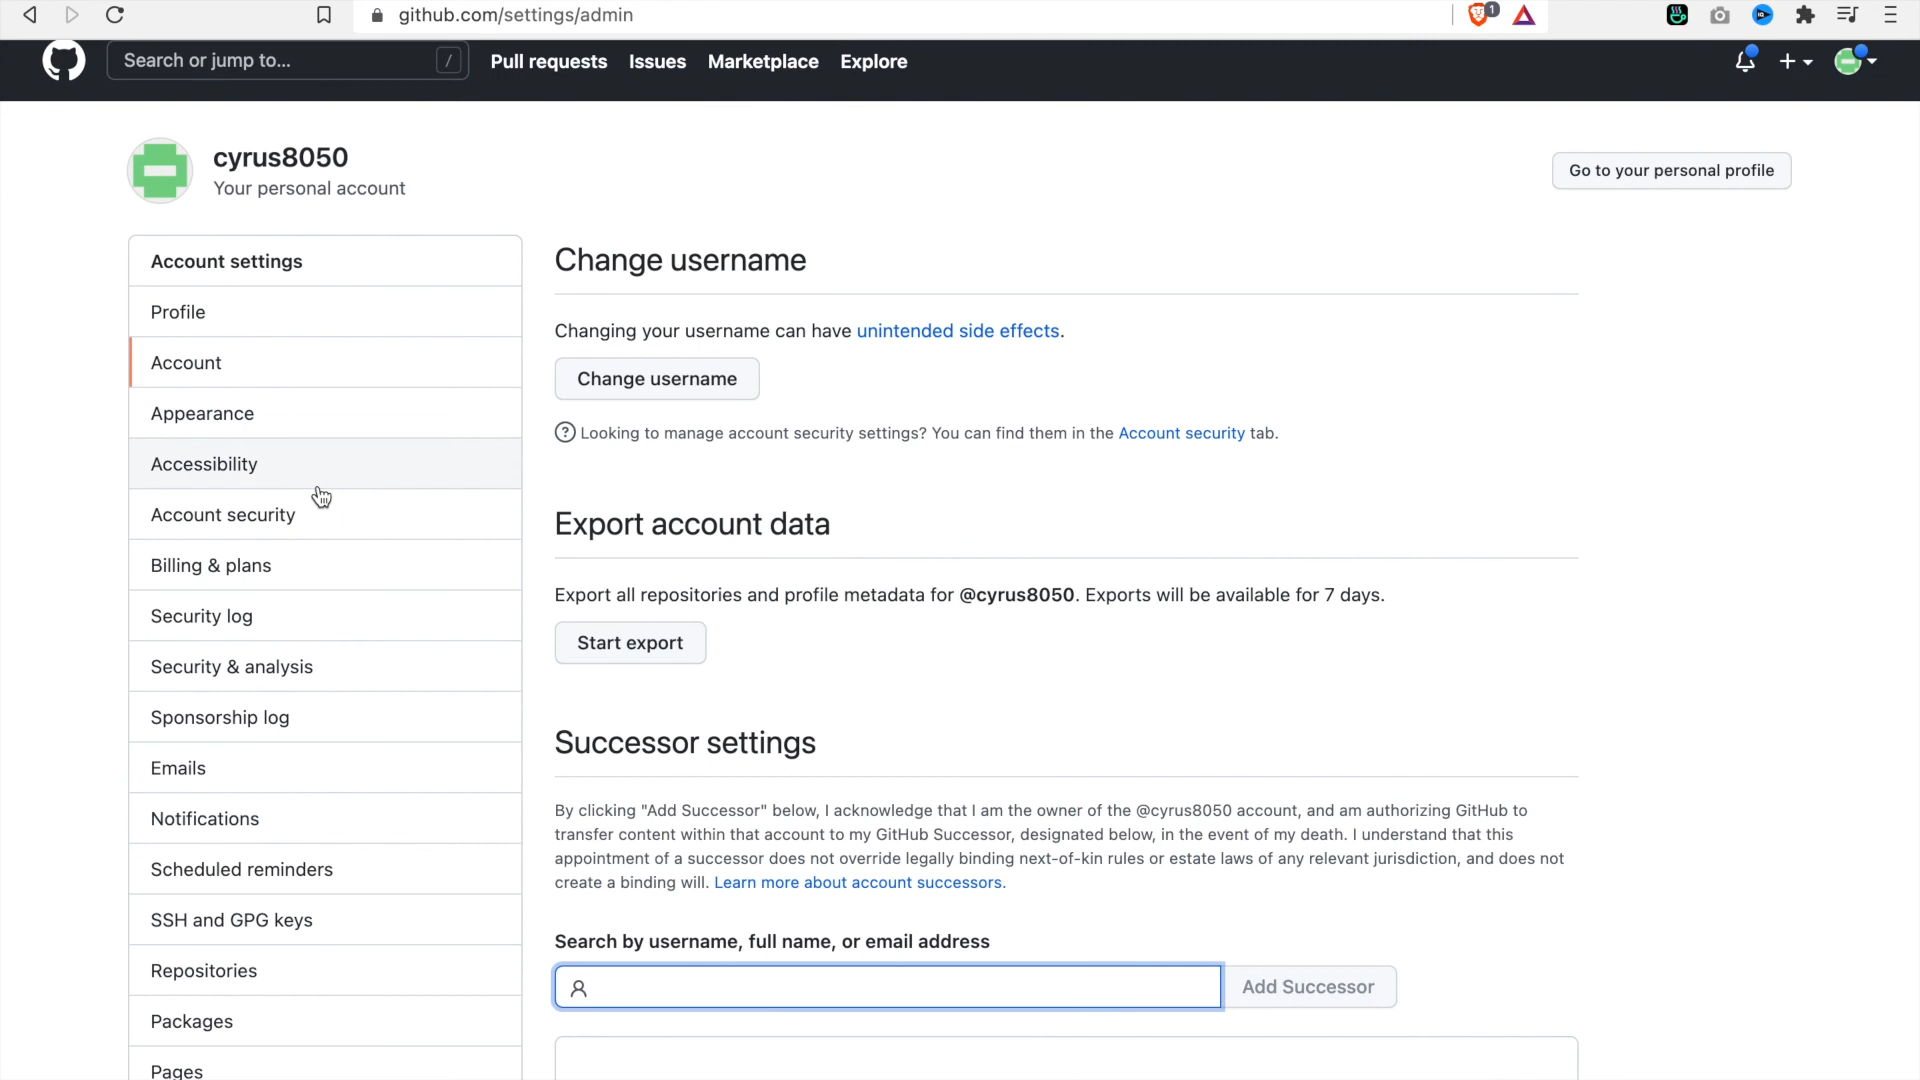 github.com/settings/admin
1
Search or jump to...
/
Pull requests
Issues
Marketplace
Explore
cyrus8050
Your personal account
Go to your personal profile
Account settings
Profile
Account
Appearance
Accessibility
Account security
Billing & plans
Security log
Security & analysis
Sponsorship log
Emails
Notifications
Scheduled reminders
SSH and GPG keys
Repositories
Packages
Pages
Change username
Changing your username can have unintended side effects.
Change username
Looking to manage account security settings? You can find them in the Account security tab.
Export account data
Export all repositories and profile metadata for @cyrus8050. Exports will be available for 7 days.
Start export
Successor settings
By clicking "Add Successor" below, I acknowledge that I am the owner of the @cyrus8050 account, and am authorizing GitHub to
transfer content within that account to my GitHub Successor, designated below, in the event of my death. I understand that this
appointment of a successor does not override legally binding next-of-kin rules or estate laws of any relevant jurisdiction, and does not
create a binding will. Learn more about account successors.
Search by username, full name, or email address
Add Successor